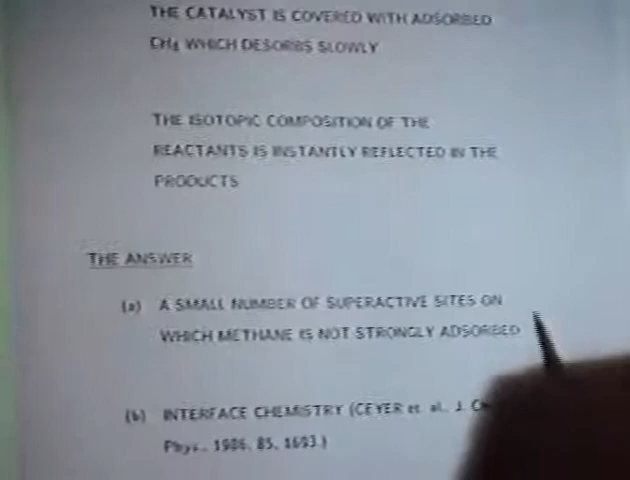 THE CATALYST IS COVERED WITH ADSORBED
CH₄ WHICH DESORBS SLOWLY
THE ISOTOPIC COMPOSITION OF THE
REACTANTS IS INSTANTLY REFLECTED IN THE
PRODUCTS
THE ANSWER
(a) A SMALL NUMBER OF SUPERACTIVE SITES ON
WHICH METHANE IS NOT STRONGLY ADSORBED
(b) INTERFACE CHEMISTRY (CEYER et. al., J.
Phys., 1986, 85, 1693.)